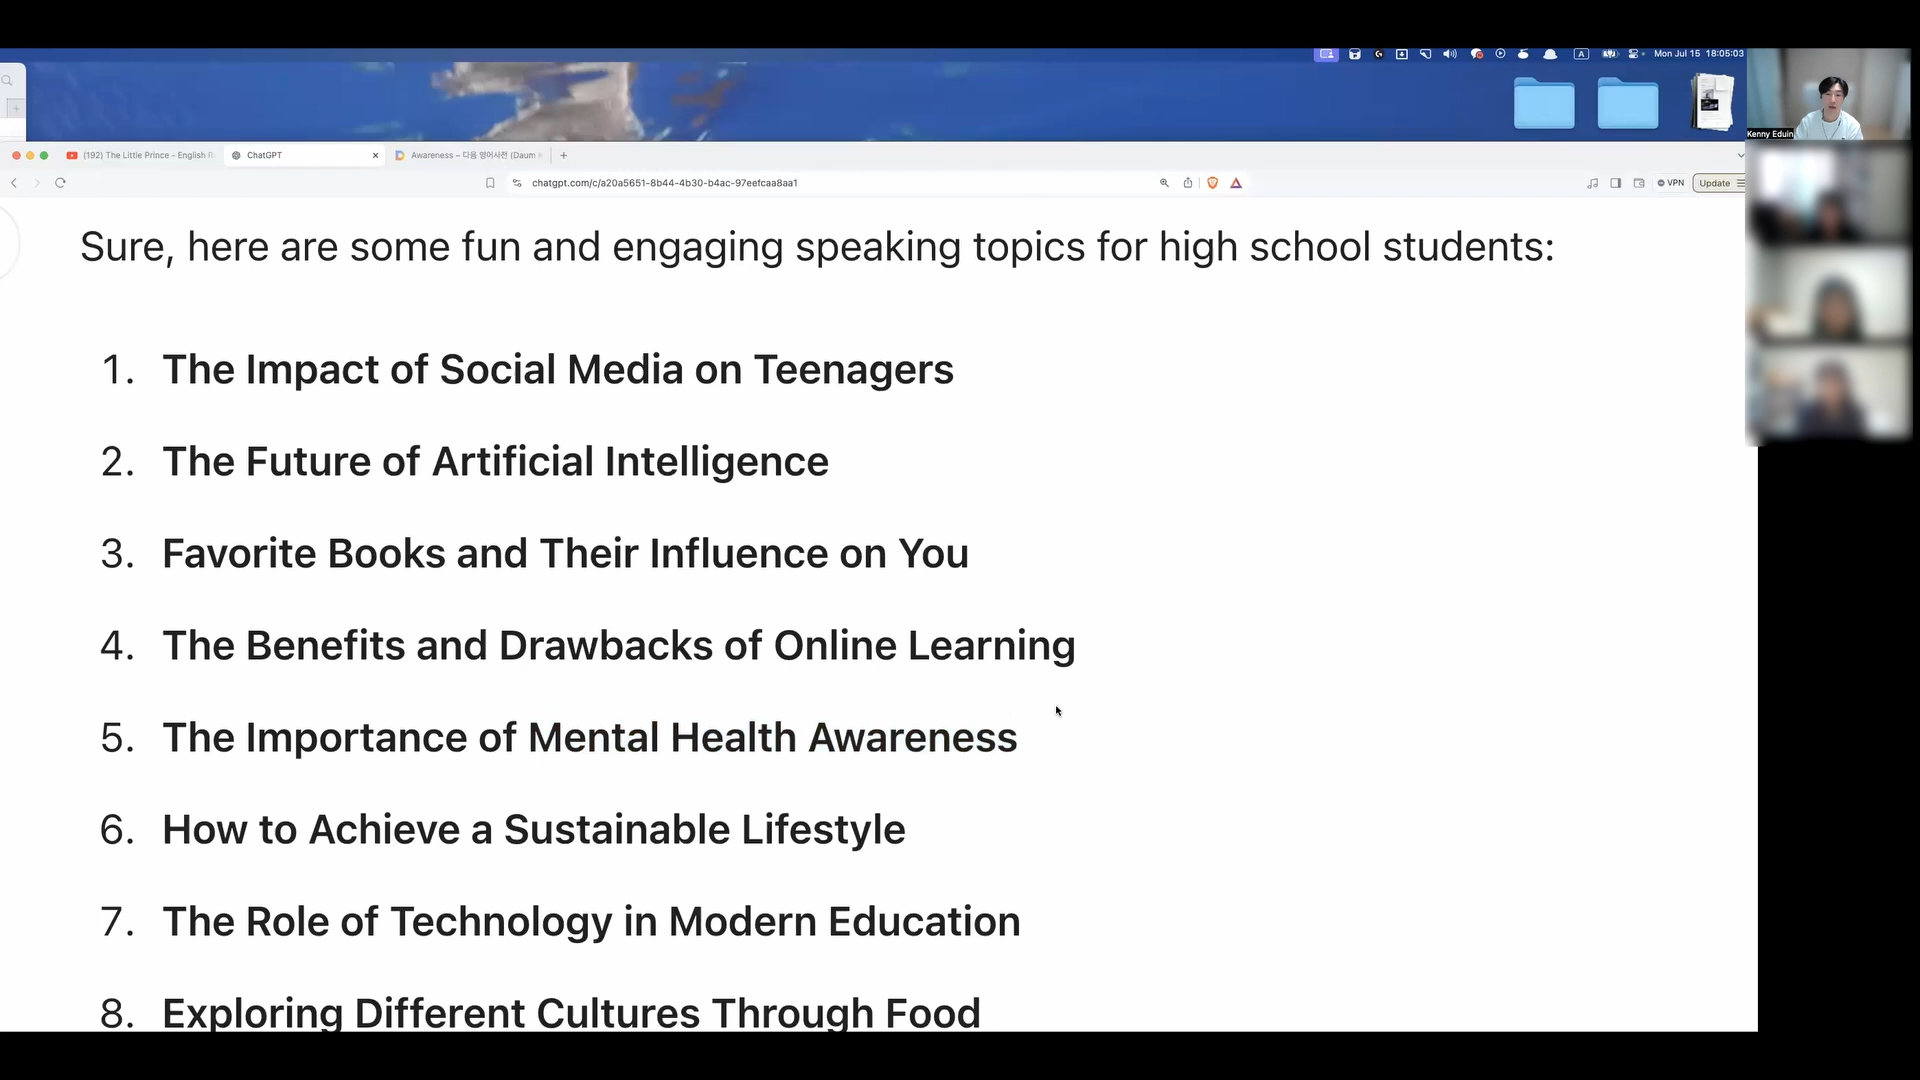 A
Mon Jul 15 18:05:03
(192) The Little Prince - English R
ChatGPT
Awareness – 다음 영어사전 (Daum
chatgpt.com/c/a20a5651-8b44-4b30-b4ac-97eefcaa8aa1
VPN
Update
Kenny Eduin
Sure, here are some fun and engaging speaking topics for high school students:
1. The Impact of Social Media on Teenagers
2. The Future of Artificial Intelligence
3. Favorite Books and Their Influence on You
4. The Benefits and Drawbacks of Online Learning
5. The Importance of Mental Health Awareness
6. How to Achieve a Sustainable Lifestyle
7. The Role of Technology in Modern Education
8. Exploring Different Cultures Through Food